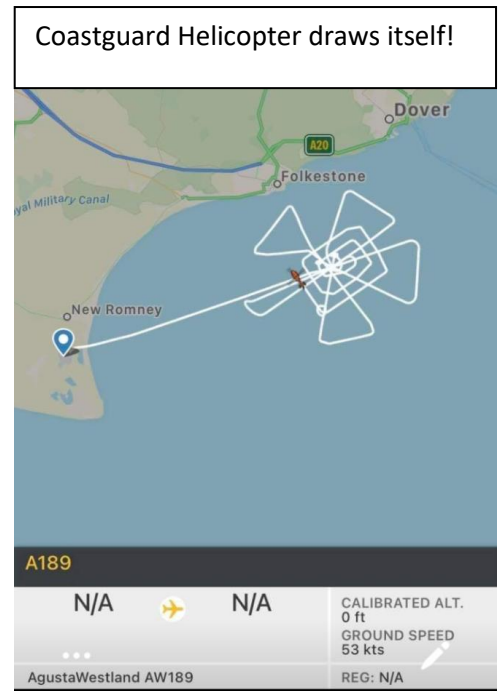 Coastguard Helicopter draws itself!
Dover
A20
Folkestone
yal Military Canal
New Romney
A189
N/A
N/A
CALIBRATED ALT.
0 ft
GROUND SPEED
53 kts
AgustaWestland AW189
REG: N/A